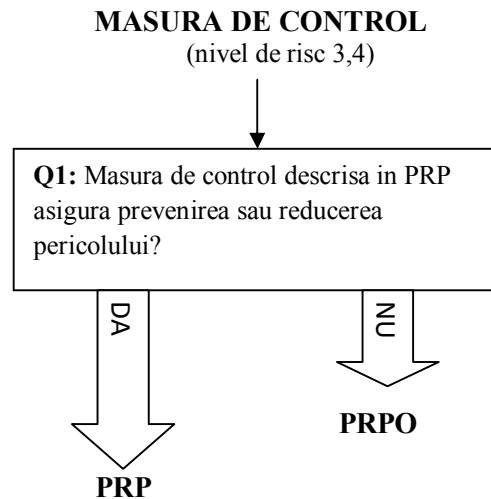 MASURA DE CONTROL
(nivel de risc 3,4)
Q1: Masura de control descrisa in PRP
asigura prevenirea sau reducerea
pericolului?
DA
NU
PRPO
PRP